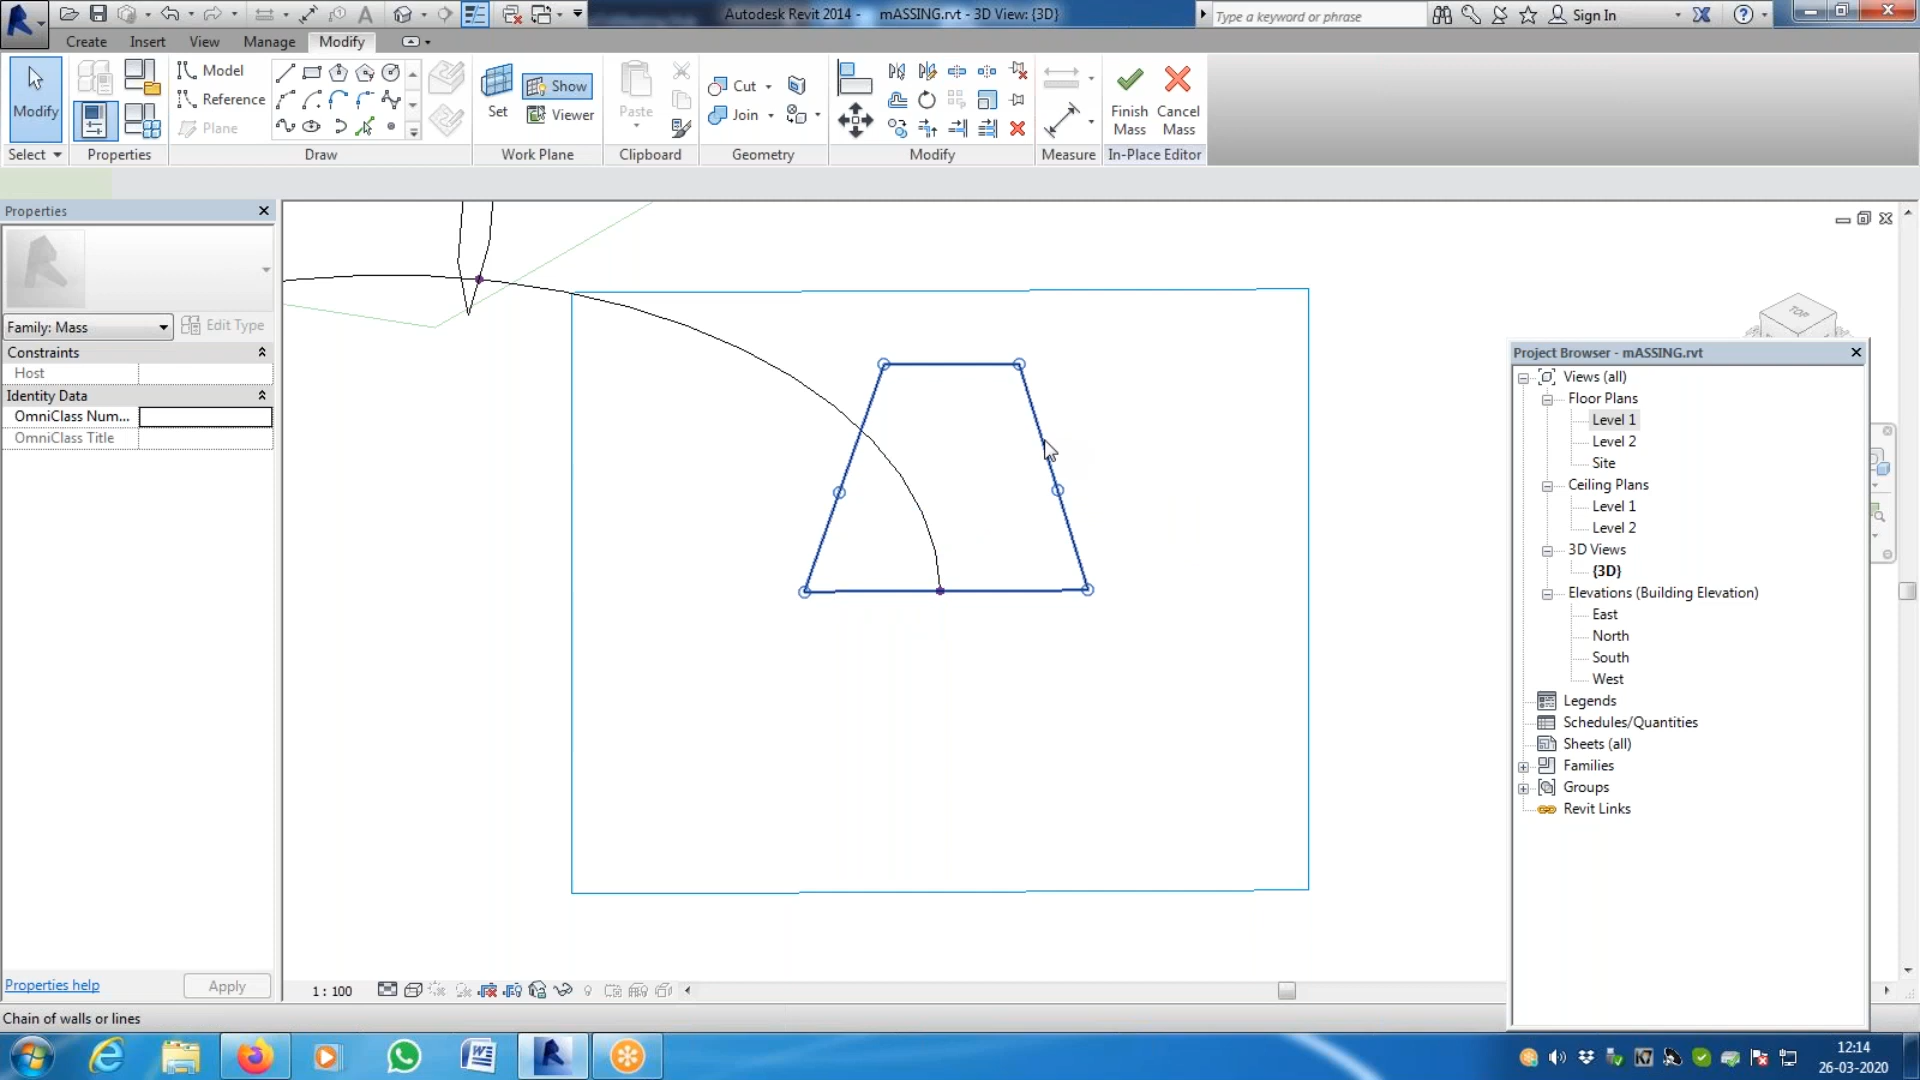 Autodesk Revit 2014 - mASSING.rvt - 3D View: {3D}
Type a keyword or phrase
Sign In
Create
Insert
View
Manage
Modify
Modify
Select
Properties
Model
Reference
Plane
Draw
Set
Show
Viewer
Work Plane
Paste
Clipboard
Cut
Join
Geometry
Modify
Measure
Finish Mass
Cancel Mass
In-Place Editor
Properties
Family: Mass
Edit Type
Constraints
Host
Identity Data
OmniClass Num...
OmniClass Title
Properties help
Apply
TOP
Project Browser - mASSING.rvt
Views (all)
Floor Plans
Level 1
Level 2
Site
Ceiling Plans
Level 1
Level 2
3D Views
{3D}
Elevations (Building Elevation)
East
North
South
West
Legends
Schedules/Quantities
Sheets (all)
Families
Groups
Revit Links
1 : 100
Chain of walls or lines
12:14
26-03-2020